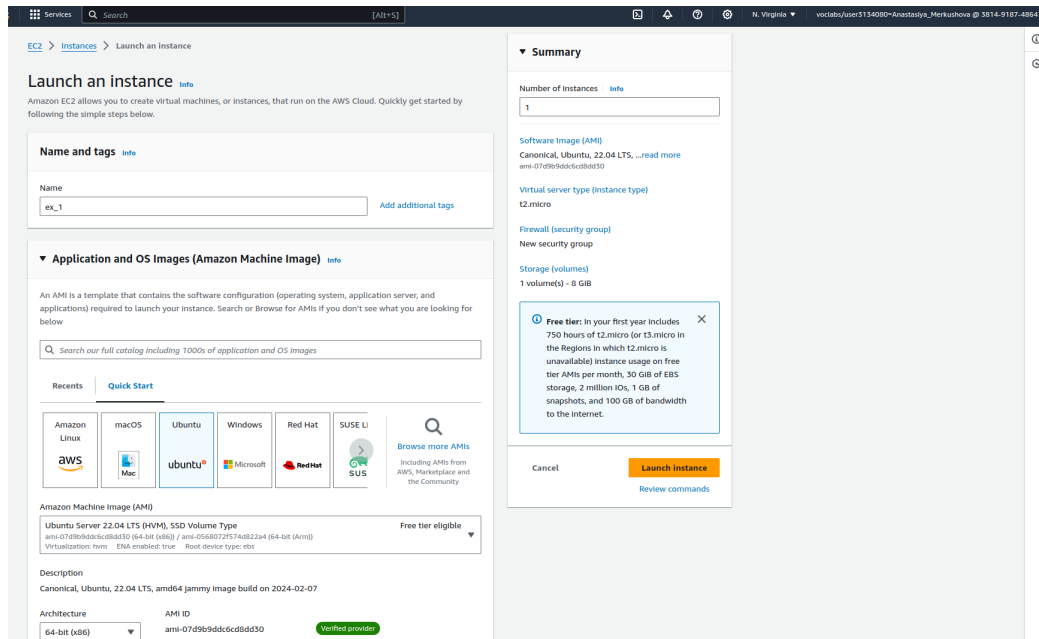 Services
Search
[Alt+S]
N. Virginia ▼
voclabs/user3134080=Anastasiya_Merkushova @ 3814-9187-4864
EC2 > Instances > Launch an instance
Launch an instance Info
Amazon EC2 allows you to create virtual machines, or instances, that run on the AWS Cloud. Quickly get started by
following the simple steps below.
Name and tags Info
Name
ex_1
Add additional tags
▼ Application and OS Images (Amazon Machine Image) Info
An AMI is a template that contains the software configuration (operating system, application server, and
applications) required to launch your instance. Search or Browse for AMIs if you don't see what you are looking for
below
Search our full catalog including 1000s of application and OS images
Recents
Quick Start
Amazon
Linux
aws
macOS
Mac
Ubuntu
ubuntu®
Windows
Microsoft
Red Hat
Red Hat
SUSE Li
SUS
Browse more AMIs
Including AMIs from
AWS, Marketplace and
the Community
Amazon Machine Image (AMI)
Ubuntu Server 22.04 LTS (HVM), SSD Volume Type
Free tier eligible
ami-07d9b9ddc6cd8dd30 (64-bit (x86)) / ami-0568072f574d822a4 (64-bit (Arm))
Virtualization: hvm ENA enabled: true Root device type: ebs
Description
Canonical, Ubuntu, 22.04 LTS, amd64 jammy image build on 2024-02-07
Architecture
64-bit (x86)
AMI ID
ami-07d9b9ddc6cd8dd30
Verified provider
▼ Summary
Number of instances Info
1
Software Image (AMI)
Canonical, Ubuntu, 22.04 LTS, ...read more
ami-07d9b9ddc6cd8dd30
Virtual server type (instance type)
t2.micro
Firewall (security group)
New security group
Storage (volumes)
1 volume(s) - 8 GiB
Free tier: In your first year includes
750 hours of t2.micro (or t3.micro in
the Regions in which t2.micro is
unavailable) instance usage on free
tier AMIs per month, 30 GiB of EBS
storage, 2 million IOs, 1 GB of
snapshots, and 100 GB of bandwidth
to the internet.
Cancel
Launch instance
Review commands